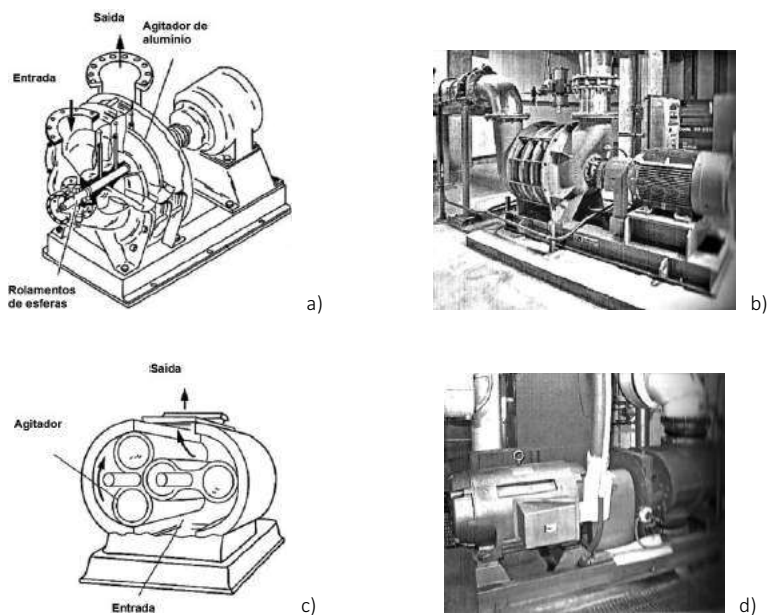 Saída
Agitador de
alumínio
Entrada
Rolamentos
de esferas
a)
b)
Saída
Agitador
Entrada
c)
d)